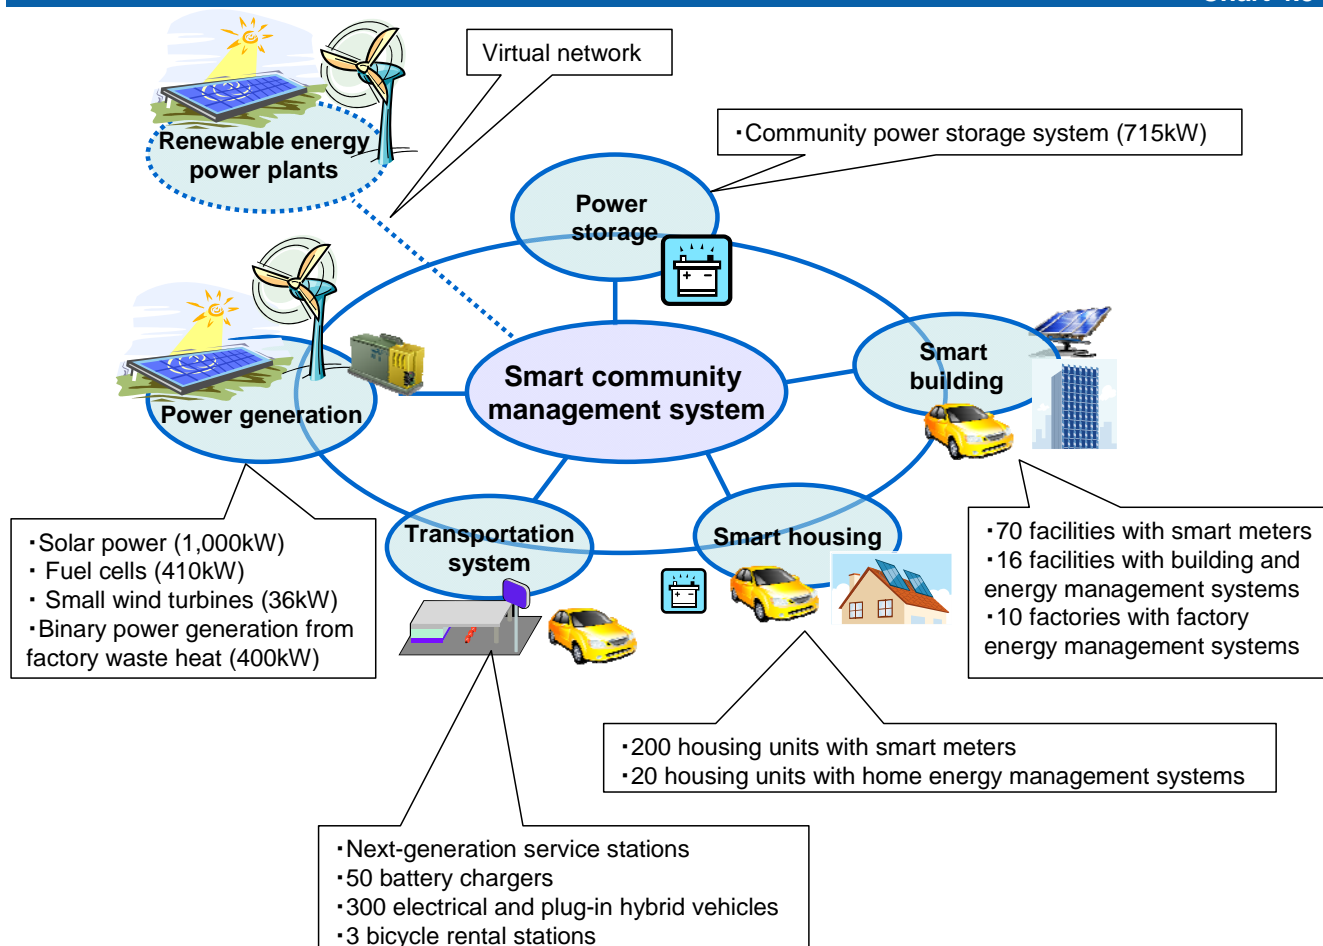 Virtual network
・Community power storage system (715kW)
Renewable energy
power plants
Power
storage
Smart
building
Smart community
management system
Power generation
Transportation
system
Smart housing
・Solar power (1,000kW)
・ Fuel cells (410kW)
・ Small wind turbines (36kW)
・Binary power generation from
factory waste heat (400kW)
・70 facilities with smart meters
・16 facilities with building and
energy management systems
・10 factories with factory
energy management systems
・200 housing units with smart meters
・20 housing units with home energy management systems
・Next-generation service stations
・50 battery chargers
・300 electrical and plug-in hybrid vehicles
・3 bicycle rental stations